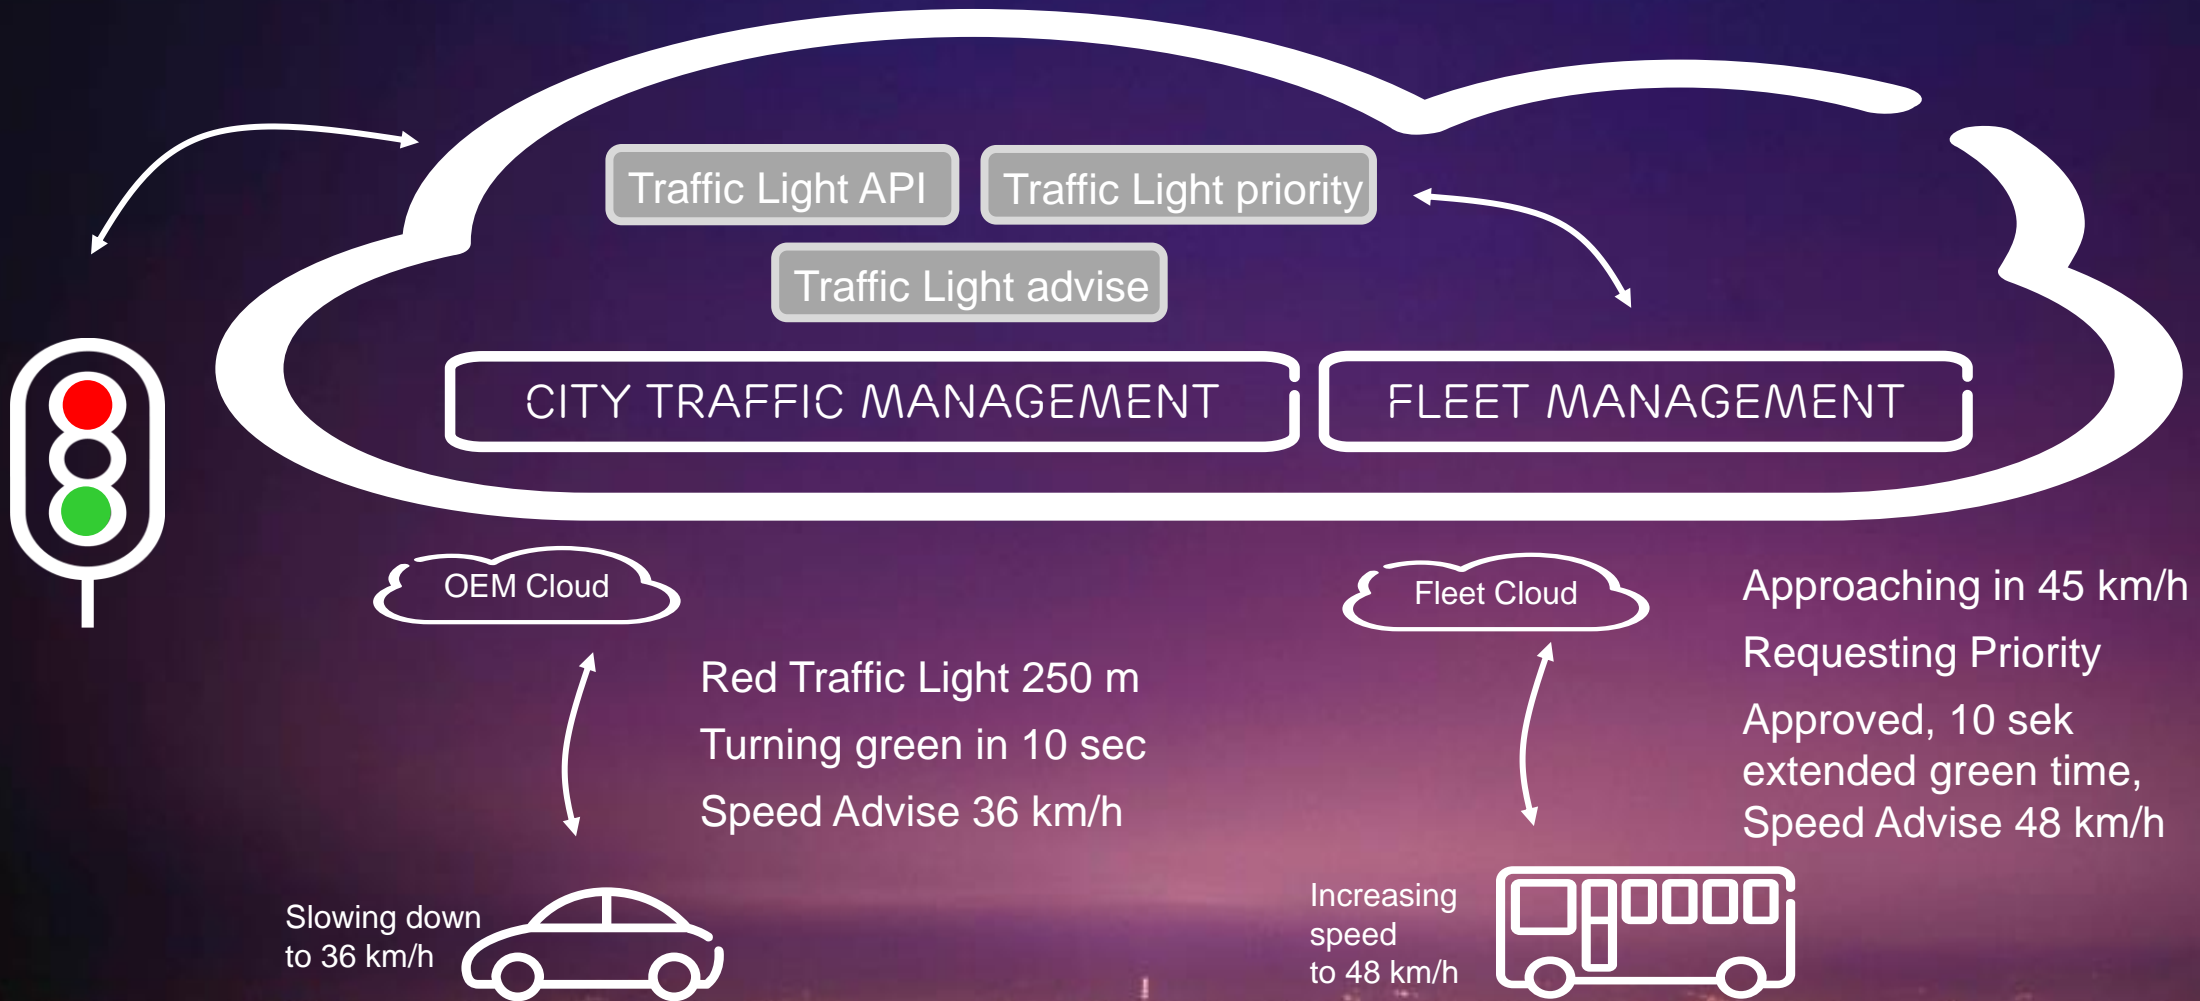 Traffic Light API
Traffic Light priority
Traffic Light advise
CITY TRAFFIC MANAGEMENT
FLEET MANAGEMENT
OEM Cloud
Red Traffic Light 250 m
Turning green in 10 sec
Speed Advise 36 km/h
Slowing down
to 36 km/h
Fleet Cloud
Approaching in 45 km/h
Requesting Priority
Approved, 10 sek
extended green time,
Speed Advise 48 km/h
Increasing
speed
to 48 km/h